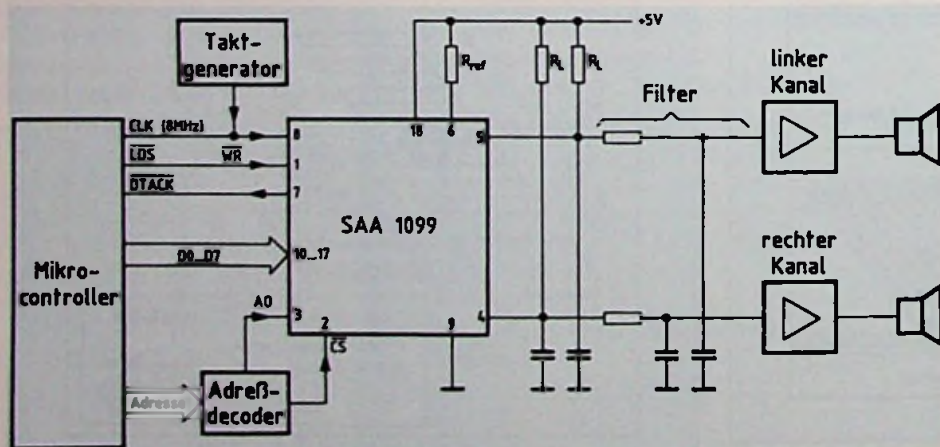 Takt-
generator
+5V
R_ref
R_L
R_L
linker
Kanal
Filter
CLK (8MHz)
8
18
6
5
LDS
WR
1
DTACK
7
SAA 1099
D0...D7
10...17
Mikro-
controller
rechter
Kanal
A0
3
2
9
4
CS
Adresse
Adreß-
decoder